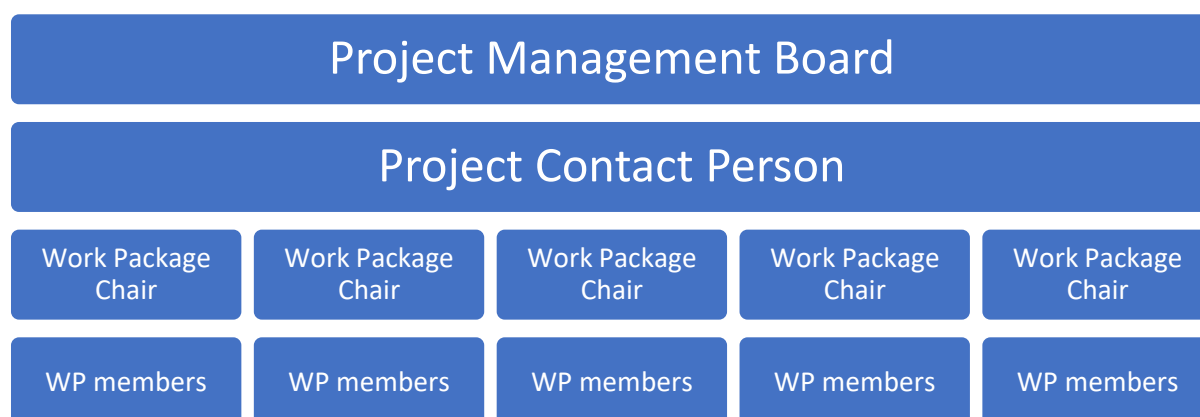 Project Management Board
Project Contact Person
Work Package
Chair
Work Package
Chair
Work Package
Chair
Work Package
Chair
Work Package
Chair
WP members
WP members
WP members
WP members
WP members